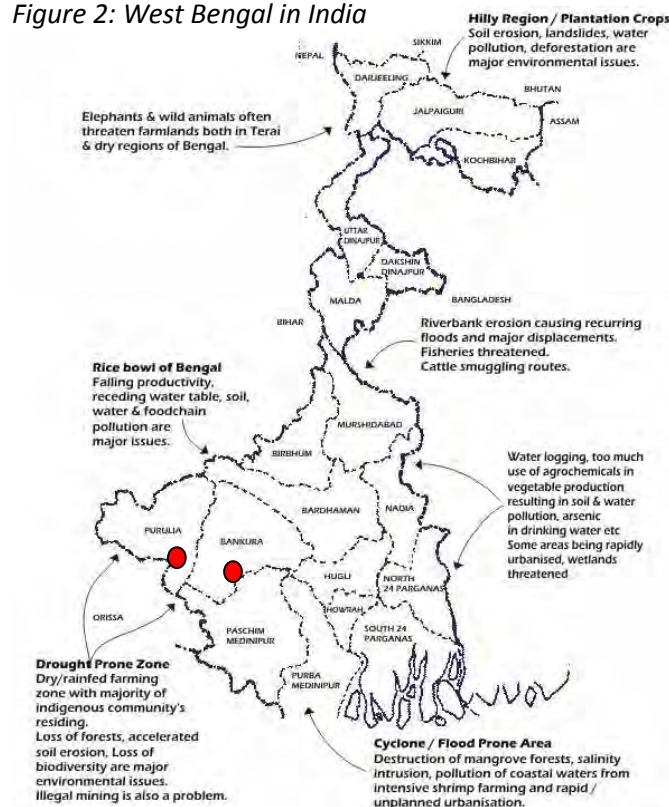 Figure 2: West Bengal in India
Hilly Region / Plantation Crops
Soil erosion, landslides, water
pollution, deforestation are
major environmental issues.
NEPAL
SIKKIM
DARJEELING
BHUTAN
JALPAIGURI
ASSAM
KOCHBIHAR
Elephants & wild animals often
threaten farmlands both in Terai
& dry regions of Bengal.
UTTAR
DINAJPUR
DAKSHIN
DINAJPUR
MALDA
BANGLADESH
BIHAR
Riverbank erosion causing recurring
floods and major displacements.
Fisheries threatened.
Cattle smuggling routes.
Rice bowl of Bengal
Falling productivity,
receding water table, soil,
water & foodchain
pollution are
major issues.
MURSHIDABAD
BIRBHUM
Water logging, too much
use of agrochemicals in
vegetable production
resulting in soil & water
pollution, arsenic
in drinking water etc
Some areas being rapidly
urbanised, wetlands
threatened
BARDHAMAN
NADIA
PURULIA
BANKURA
HUGLI
NORTH
24 PARGANAS
HOWRAH
ORISSA
PASCHIM
MEDINIPUR
SOUTH 24
PARGANAS
PURBA
MEDINIPUR
Drought Prone Zone
Dry/rainfed farming
zone with majority of
indigenous community's
residing.
Loss of forests, accelerated
soil erosion, Loss of
biodiversity are major
environmental issues.
Illegal mining is also a problem.
Cyclone / Flood Prone Area
Destruction of mangrove forests, salinity
intrusion, pollution of coastal waters from
intensive shrimp farming and rapid /
unplanned urbanisation.